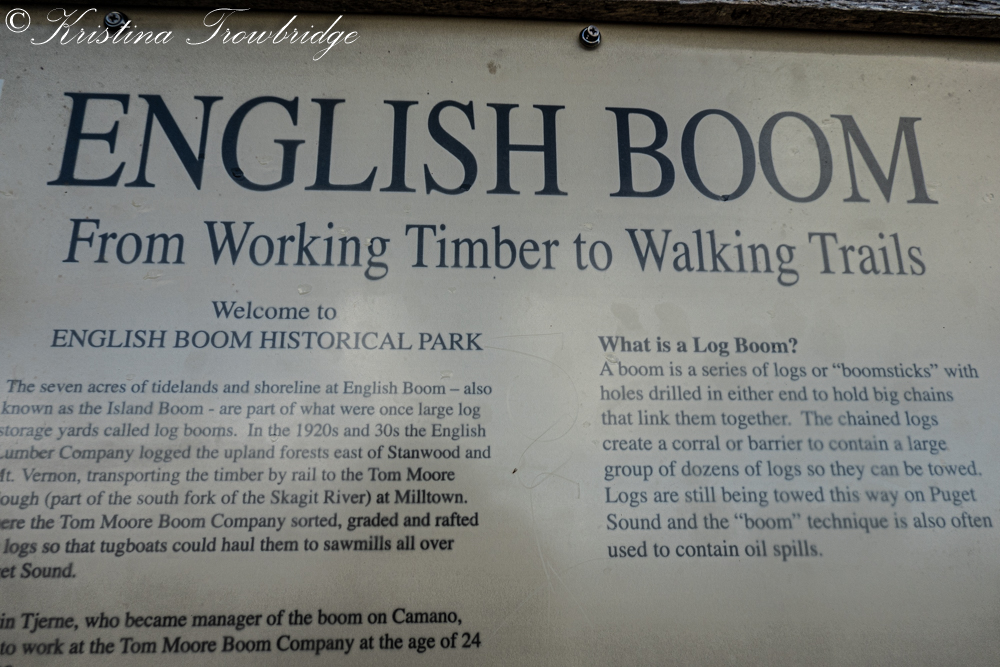 © Kristina Trowbridge
ENGLISH BOOM
From Working Timber to Walking Trails
Welcome to
ENGLISH BOOM HISTORICAL PARK
The seven acres of tidelands and shoreline at English Boom – also
known as the Island Boom - are part of what were once large log
storage yards called log booms. In the 1920s and 30s the English
Lumber Company logged the upland forests east of Stanwood and
Mt. Vernon, transporting the timber by rail to the Tom Moore
ough (part of the south fork of the Skagit River) at Milltown.
ere the Tom Moore Boom Company sorted, graded and rafted
logs so that tugboats could haul them to sawmills all over
et Sound.
in Tjerne, who became manager of the boom on Camano,
to work at the Tom Moore Boom Company at the age of 24
What is a Log Boom?
A boom is a series of logs or “boomsticks” with
holes drilled in either end to hold big chains
that link them together. The chained logs
create a corral or barrier to contain a large
group of dozens of logs so they can be towed.
Logs are still being towed this way on Puget
Sound and the “boom” technique is also often
used to contain oil spills.